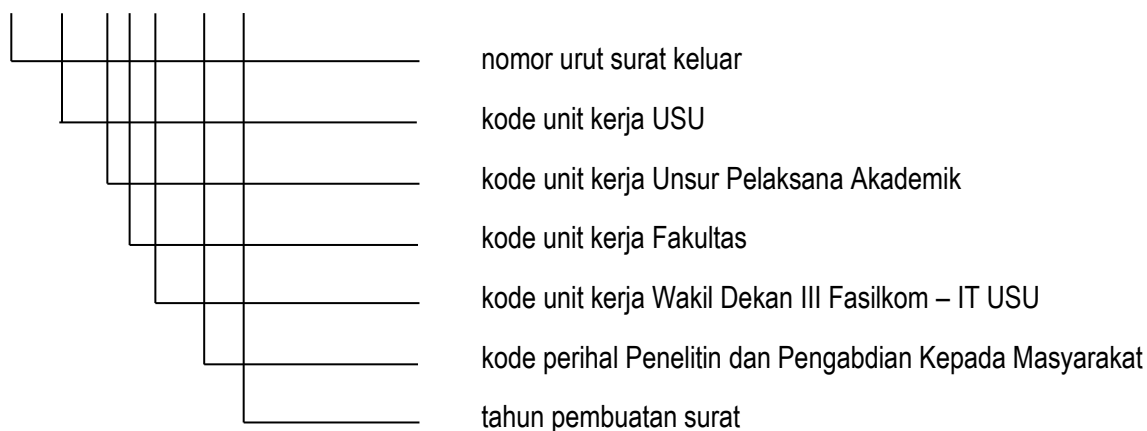 nomor urut surat keluar
kode unit kerja USU
kode unit kerja Unsur Pelaksana Akademik
kode unit kerja Fakultas
kode unit kerja Wakil Dekan III Fasilkom – IT USU
kode perihal Penelitin dan Pengabdian Kepada Masyarakat
tahun pembuatan surat